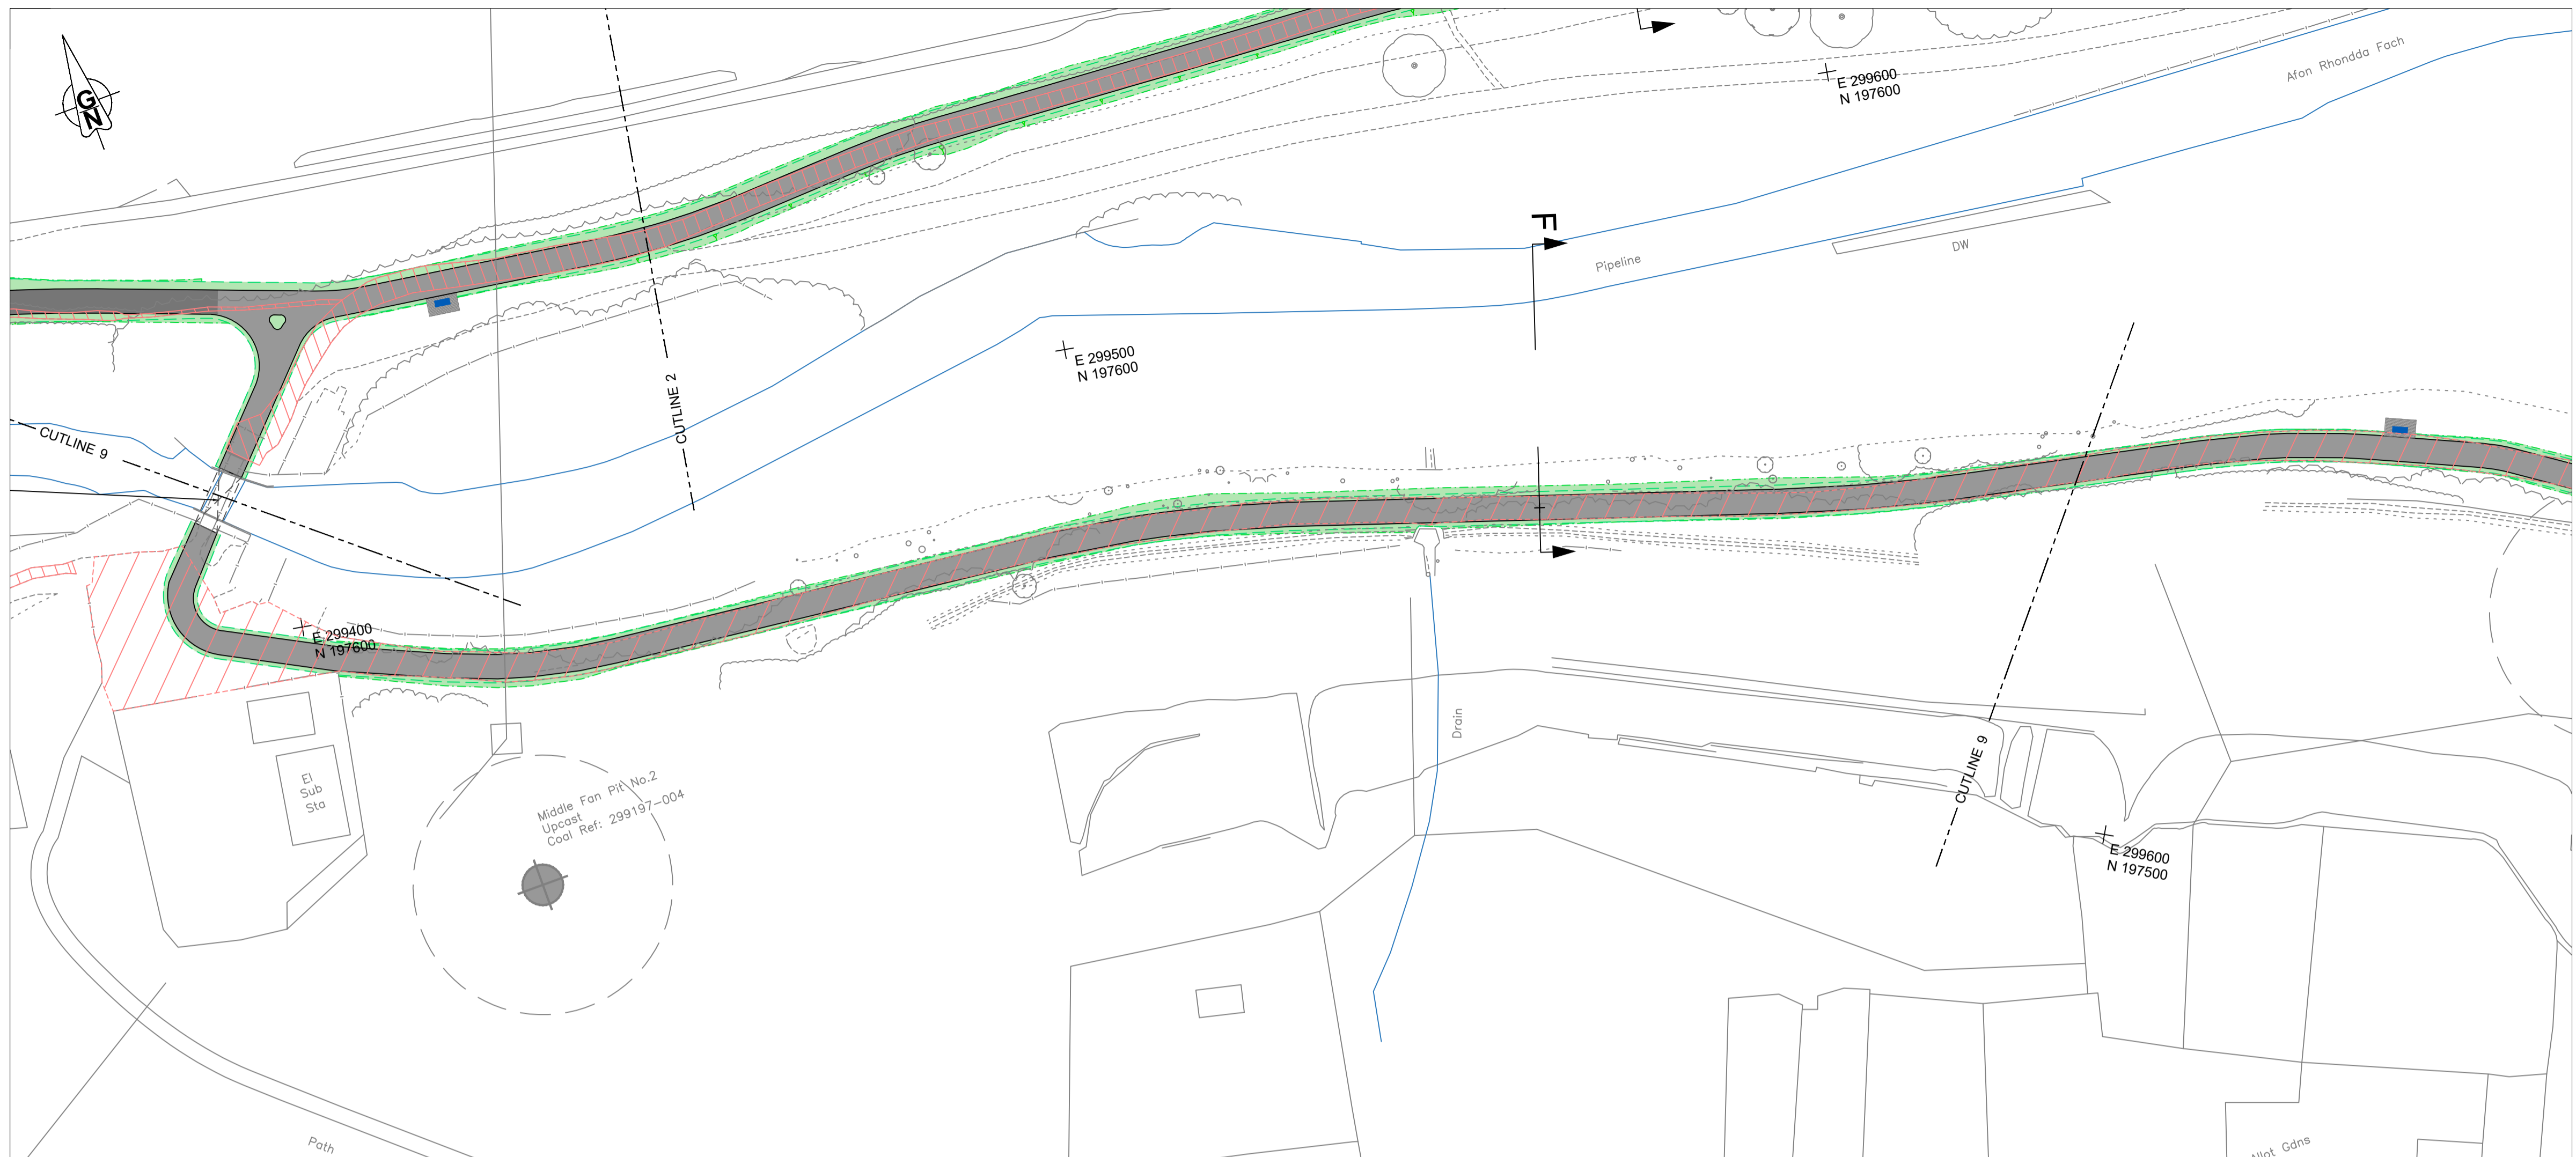 GN
E 299600
N 197600
Afon Rhondda Fach
F
DW
Pipeline
E 299500
N 197600
CUTLINE 2
CUTLINE 9
E 299400
N 197600
Drain
CUTLINE 9
El
Sub
Sta
Middle Fan Pit No.2
Upcast
Coal Ref: 299197-004
E 299600
N 197500
Path
Allot Gdns